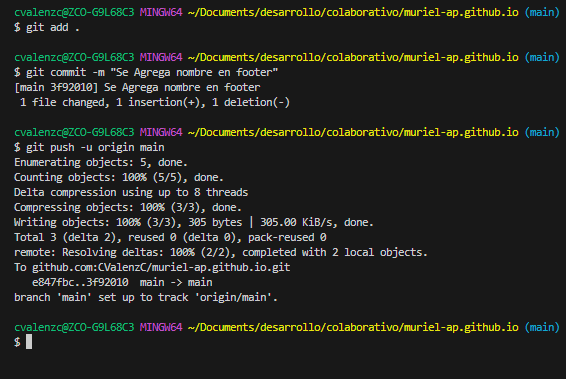 cvalenzc@ZCO-G9L68C3 MINGW64 ~/Documents/desarrollo/colaborativo/muriel-ap.github.io (main)
$ git add .
cvalenzc@ZCO-G9L68C3 MINGW64 ~/Documents/desarrollo/colaborativo/muriel-ap.github.io (main)
$ git commit -m "Se Agrega nombre en footer"
[main 3f92010] Se Agrega nombre en footer
1 file changed, 1 insertion(+), 1 deletion(-)
cvalenzc@ZCO-G9L68C3 MINGW64 ~/Documents/desarrollo/colaborativo/muriel-ap.github.io (main)
$ git push -u origin main
Enumerating objects: 5, done.
Counting objects: 100% (5/5), done.
Delta compression using up to 8 threads
Compressing objects: 100% (3/3), done.
Writing objects: 100% (3/3), 305 bytes | 305.00 KiB/s, done.
Total 3 (delta 2), reused 0 (delta 0), pack-reused 0
remote: Resolving deltas: 100% (2/2), completed with 2 local objects.
To github.com:CValenzC/muriel-ap.github.io.git
e847fbc..3f92010  main -> main
branch 'main' set up to track 'origin/main'.
cvalenzc@ZCO-G9L68C3 MINGW64 ~/Documents/desarrollo/colaborativo/muriel-ap.github.io (main)
$